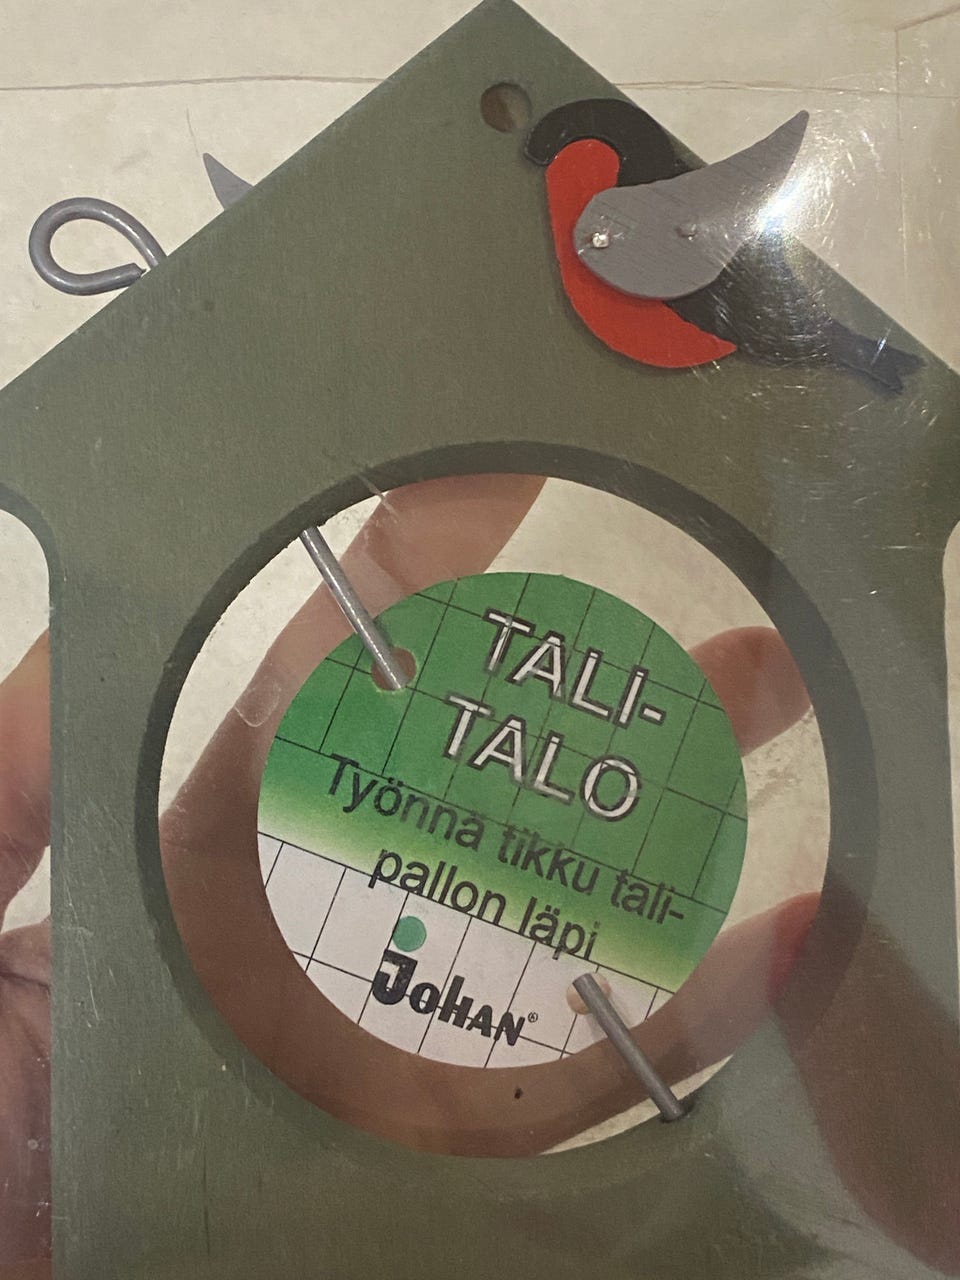 TALI-
TALO
Työnnä tikku tali-
pallon läpi
JOHAN®